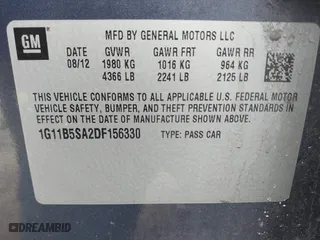 GM
MFD BY GENERAL MOTORS LLC
DATE GVWR GAWR FRT GAWR RR
08/12 1980 KG 1016 KG 964 KG
4366 LB 2241 LB 2125 LB
THIS VEHICLE CONFORMS TO ALL APPLICABLE U.S. FEDERAL MOTOR
VEHICLE SAFETY, BUMPER, AND THEFT PREVENTION STANDARDS
IN EFFECT ON THE DATE OF MANUFACTURE SHOWN ABOVE.
1G11B5SA2DF156330 TYPE: PASS CAR